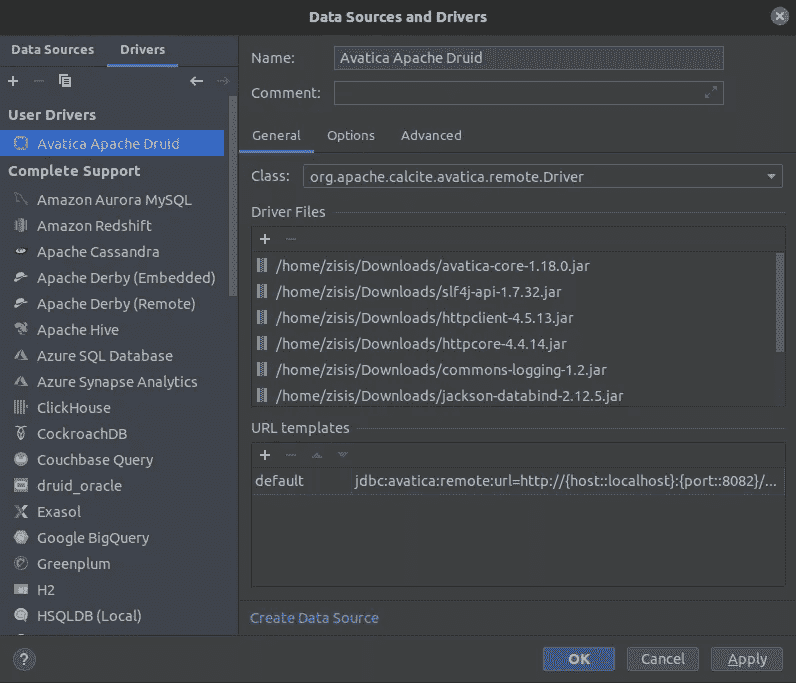 Data Sources and Drivers
Data Sources Drivers
User Drivers
Avatica Apache Druid
Complete Support
Amazon Aurora MySQL
Amazon Redshift
Apache Cassandra
Apache Derby (Embedded)
Apache Derby (Remote)
Apache Hive
Azure SQL Database
Azure Synapse Analytics
ClickHouse
CockroachDB
Couchbase Query
druid_oracle
Exasol
Google BigQuery
Greenplum
H2
HSQLDB (Local)
Name: Avatica Apache Druid
Comment:
General Options Advanced
Class: org.apache.calcite.avatica.remote.Driver
Driver Files
/home/zisis/Downloads/avatica-core-1.18.0.jar
/home/zisis/Downloads/slf4j-api-1.7.32.jar
/home/zisis/Downloads/httpclient-4.5.13.jar
/home/zisis/Downloads/httpcore-4.4.14.jar
/home/zisis/Downloads/commons-logging-1.2.jar
/home/zisis/Downloads/jackson-databind-2.12.5.jar
URL templates
default jdbc:avatica:remote:url=http://{host::localhost}:{port::8082}/...
Create Data Source
? OK Cancel Apply